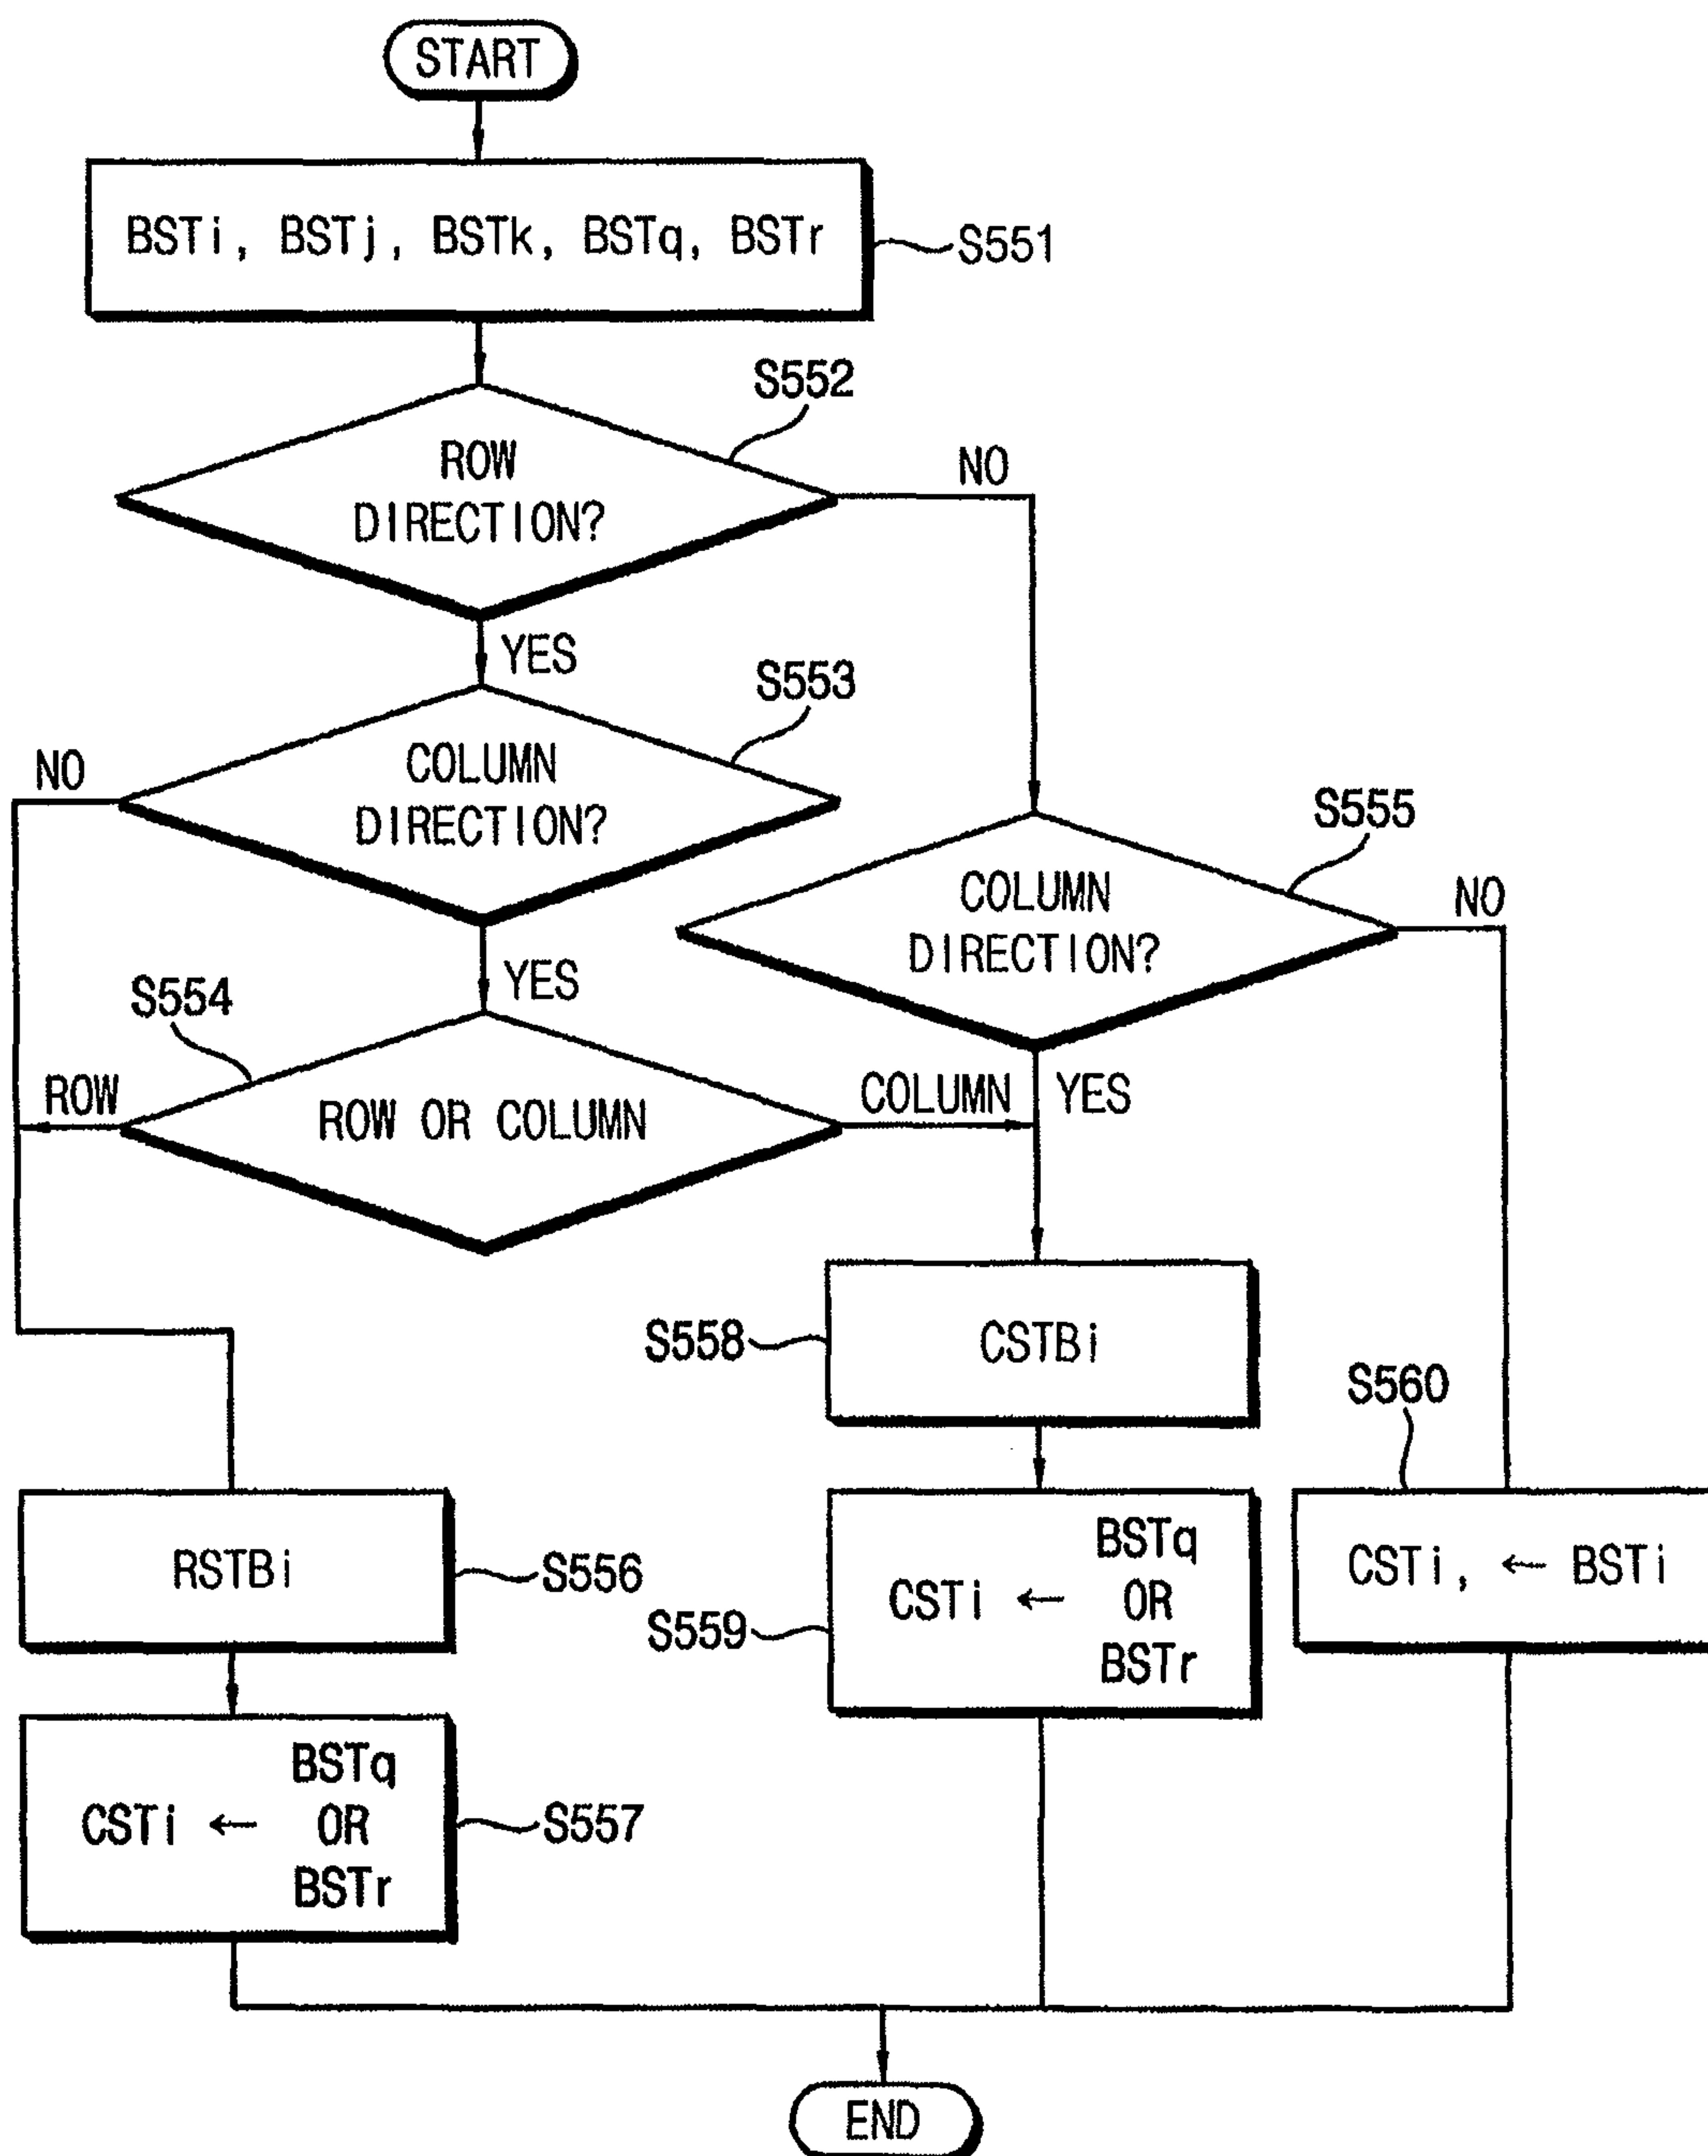 START
BSTi, BSTj, BSTk, BSTq, BSTr
S551
S552
ROW
DIRECTION?
NO
YES
S553
COLUMN
DIRECTION?
NO
YES
S555
COLUMN
DIRECTION?
NO
YES
S554
ROW
ROW OR COLUMN
COLUMN
S558
CSTBi
S560
CSTi, ← BSTi
RSTBi
S556
S559
BSTq
CSTi ← OR
BSTr
BSTq
CSTi ← OR
BSTr
S557
END